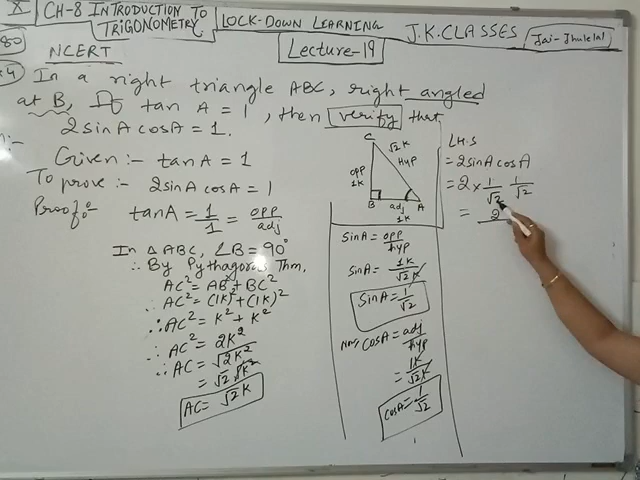 X CH-8 INTRODUCTION TO TRIGONOMETRY LOCK-DOWN LEARNING J.K.CLASSES Jai-Jhulelal
NCERT Lecture-19
In a right triangle ABC, right angled
at B, If tan A = 1, then verify that
2 sin A cos A = 1.
Given :- tan A = 1
To prove :- 2 sin A cos A = 1
Proof :- tan A = 1/1 = opp/adj
In △ABC, ∠B = 90°
∴ By Pythagoras Thm.
AC² = AB² + BC²
∴ AC² = (1K)² + (1K)²
∴ AC² = K² + K²
∴ AC² = 2K²
∴ AC = √2K²
= √2 √K²
AC = √2 K
C
√2 K
Hyp
opp
1K
B
adj
1K
A
Sin A = opp/hyp
Sin A = 1K/√2K
Sin A = 1/√2
Now, Cos A = adj/hyp
= 1K/√2K
Cos A = 1/√2
LH.S
= 2 sin A cos A
= 2 × 1/√2 1/√2
= 2